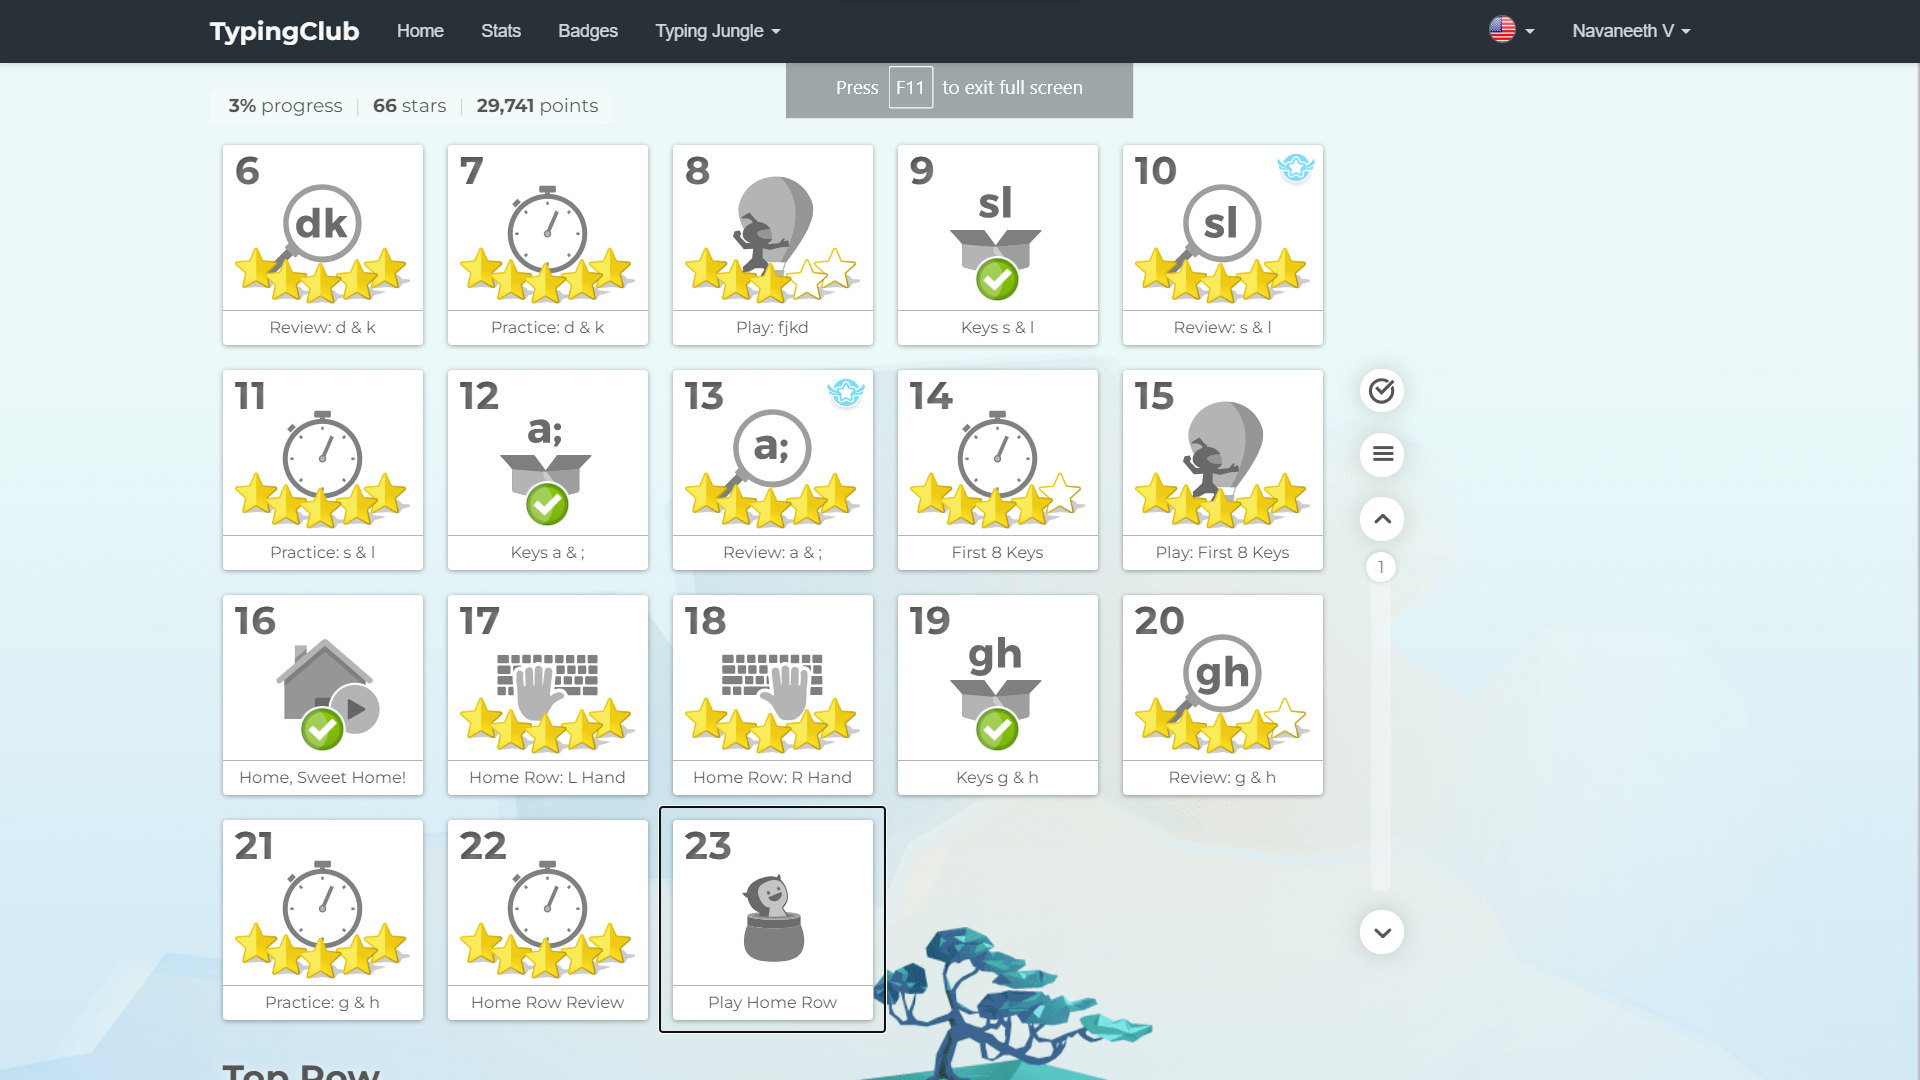 TypingClub Home Stats Badges Typing Jungle Navaneeth V
Press F11 to exit full screen
3% progress 66 stars 29,741 points
6 7 8 9 10
dk sl sl
Review: d & k Practice: d & k Play: fjkd Keys s & l Review: s & l
11 12 13 14 15
a; a;
Practice: s & l Keys a & ; Review: a & ; First 8 Keys Play: First 8 Keys
1
16 17 18 19 20
gh gh
Home, Sweet Home! Home Row: L Hand Home Row: R Hand Keys g & h Review: g & h
21 22 23
Practice: g & h Home Row Review Play Home Row
Top Row